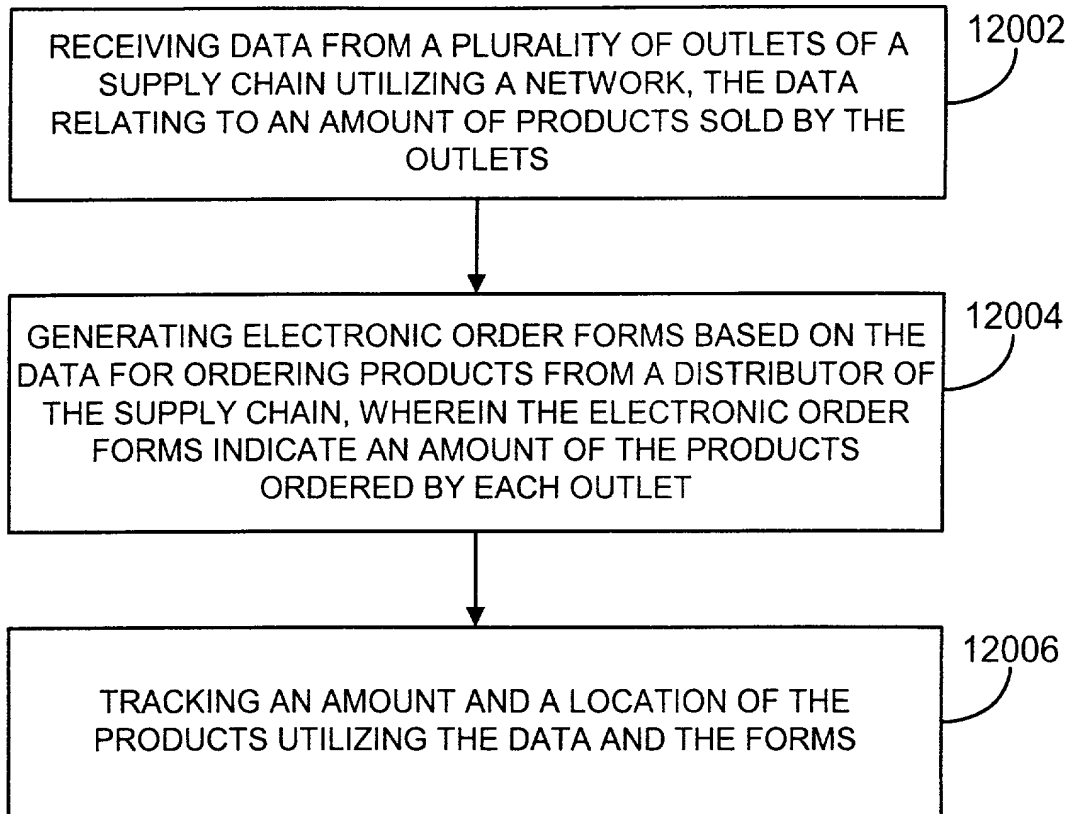 RECEIVING DATA FROM A PLURALITY OF OUTLETS OF A
SUPPLY CHAIN UTILIZING A NETWORK, THE DATA
RELATING TO AN AMOUNT OF PRODUCTS SOLD BY THE
OUTLETS
12002
GENERATING ELECTRONIC ORDER FORMS BASED ON THE
DATA FOR ORDERING PRODUCTS FROM A DISTRIBUTOR OF
THE SUPPLY CHAIN, WHEREIN THE ELECTRONIC ORDER
FORMS INDICATE AN AMOUNT OF THE PRODUCTS
ORDERED BY EACH OUTLET
12004
TRACKING AN AMOUNT AND A LOCATION OF THE
PRODUCTS UTILIZING THE DATA AND THE FORMS
12006